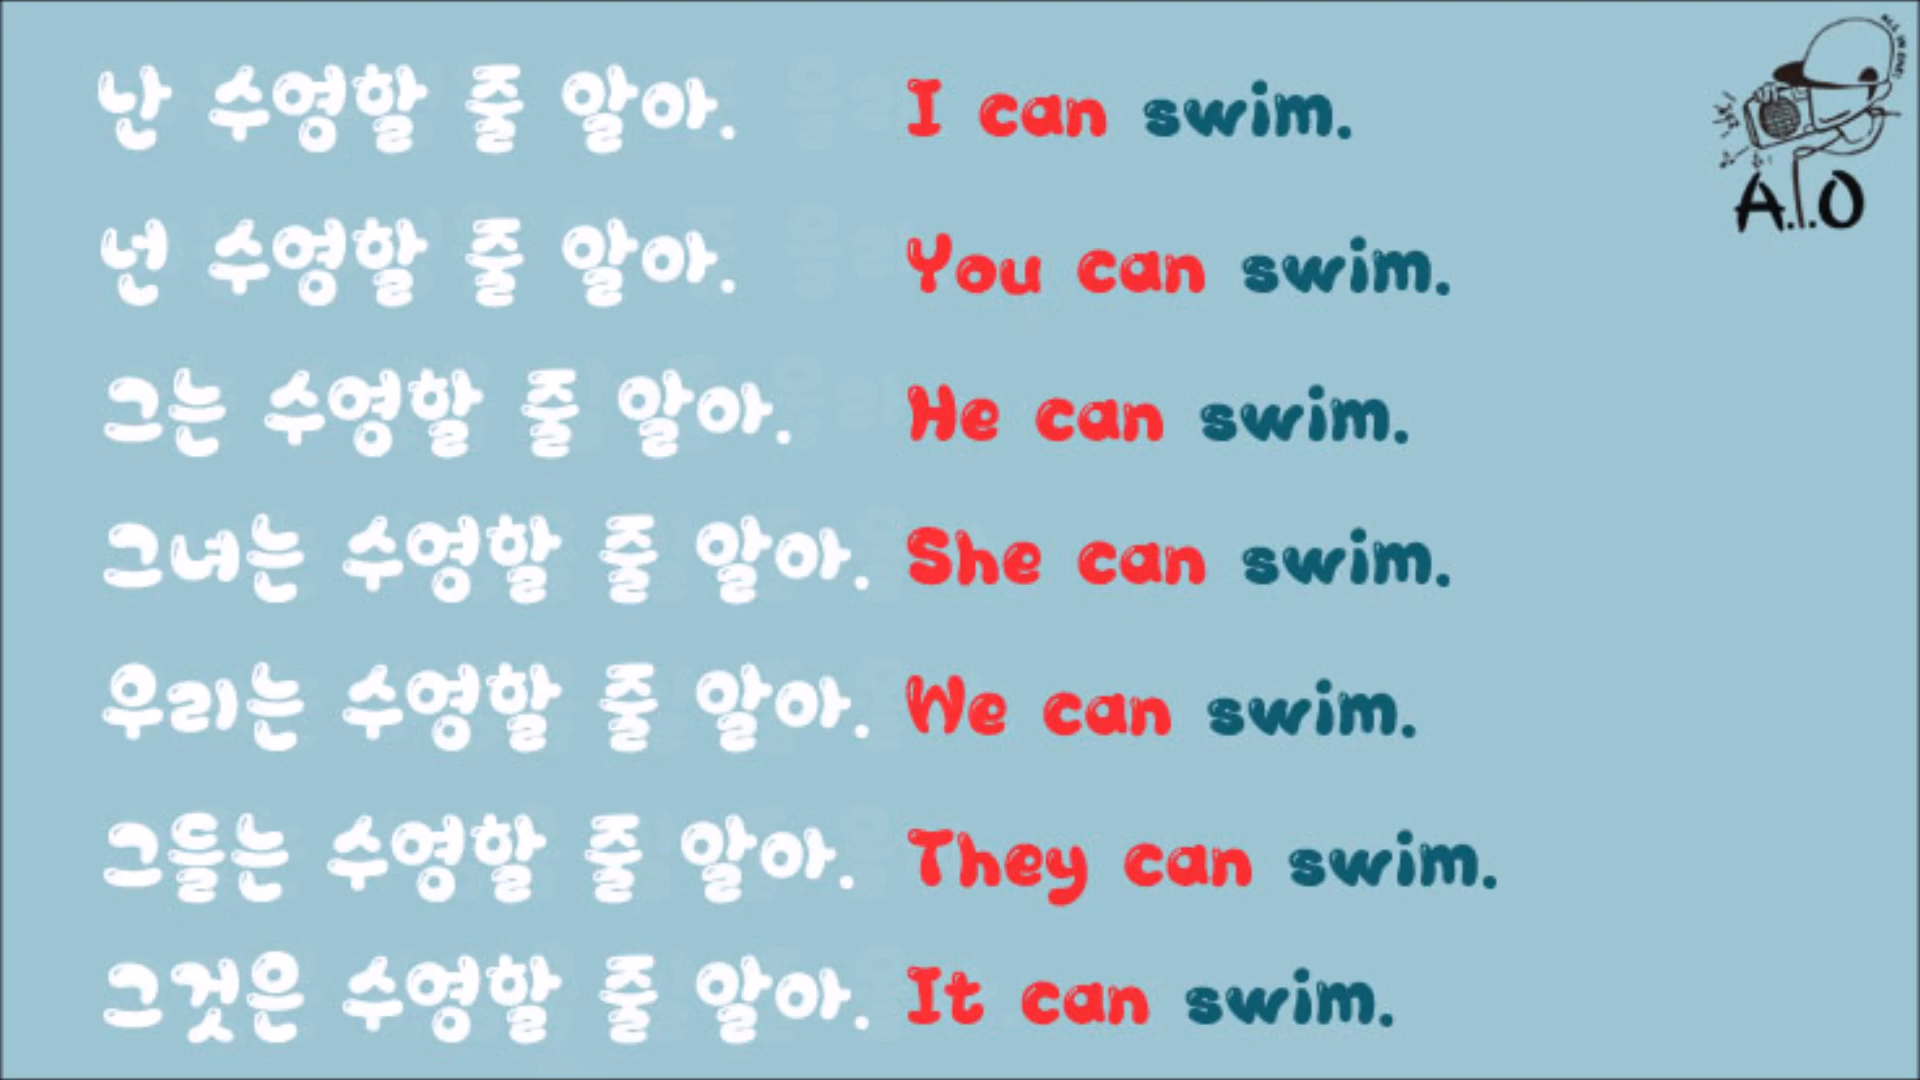 난 수영할 줄 알아. I can swim.
넌 수영할 줄 알아. You can swim.
그는 수영할 줄 알아. He can swim.
그녀는 수영할 줄 알아. She can swim.
우리는 수영할 줄 알아. We can swim.
그들는 수영할 줄 알아. They can swim.
그것은 수영할 줄 알아. It can swim.
A.I.O